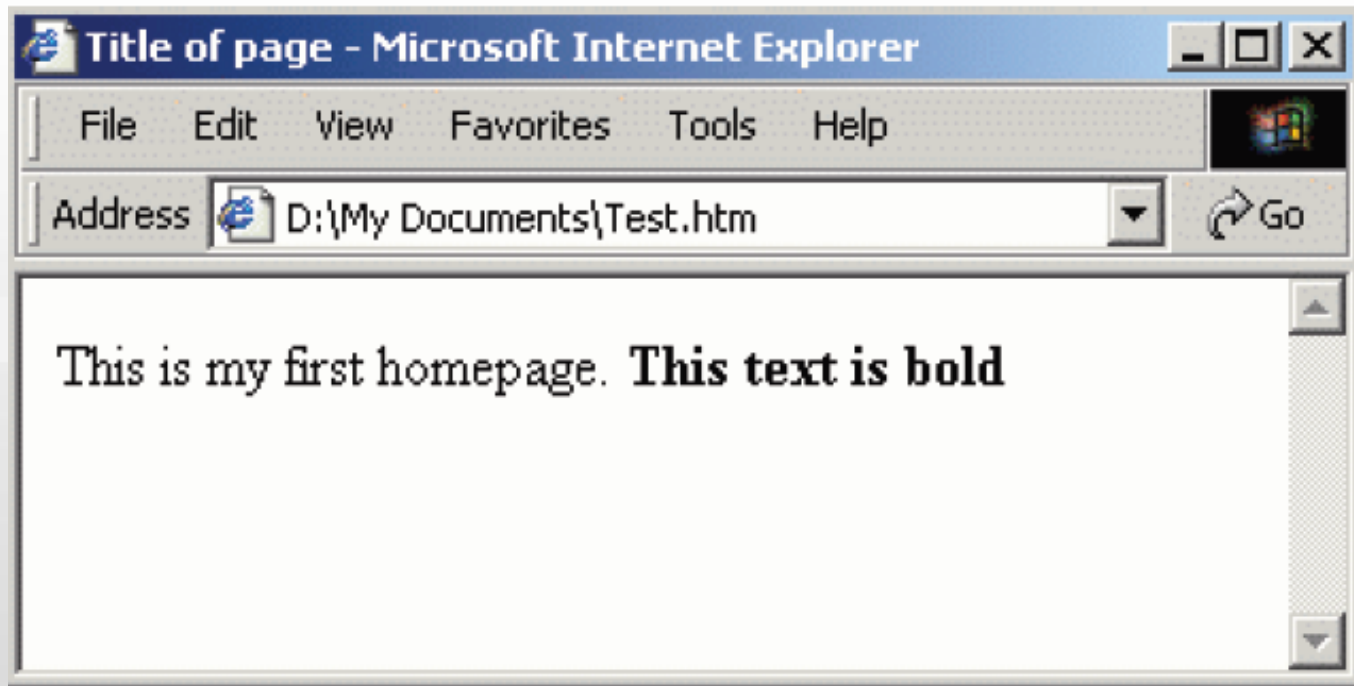 Title of page - Microsoft Internet Explorer
File Edit View Favorites Tools Help
Address D:\My Documents\Test.htm Go
This is my first homepage. This text is bold